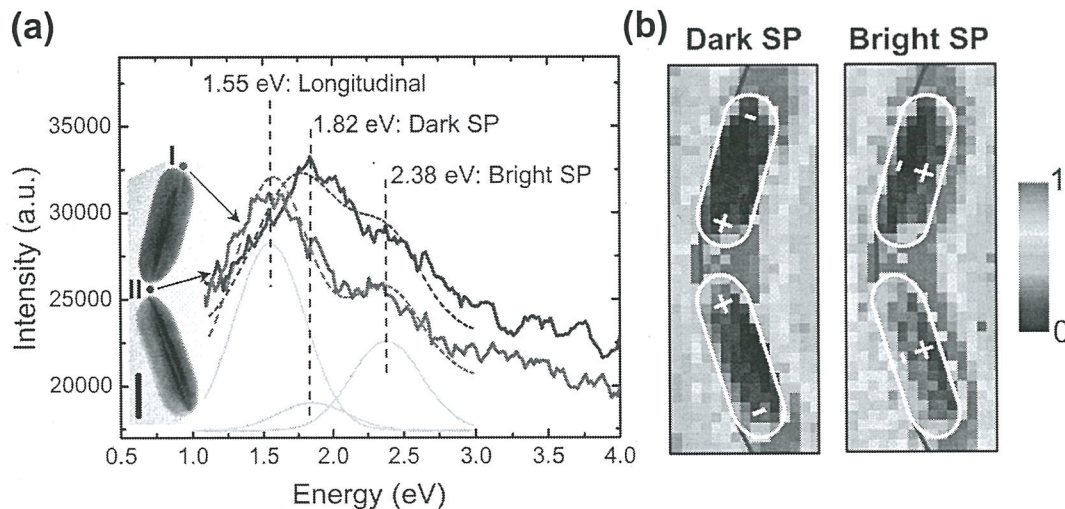 (a)
1.55 eV: Longitudinal
1.82 eV: Dark SP
2.38 eV: Bright SP
I
II
Intensity (a.u.)
35000
30000
25000
20000
0.5 1.0 1.5 2.0 2.5 3.0 3.5 4.0
Energy (eV)
(b)
Dark SP Bright SP
- + + -
- + - +
1
0